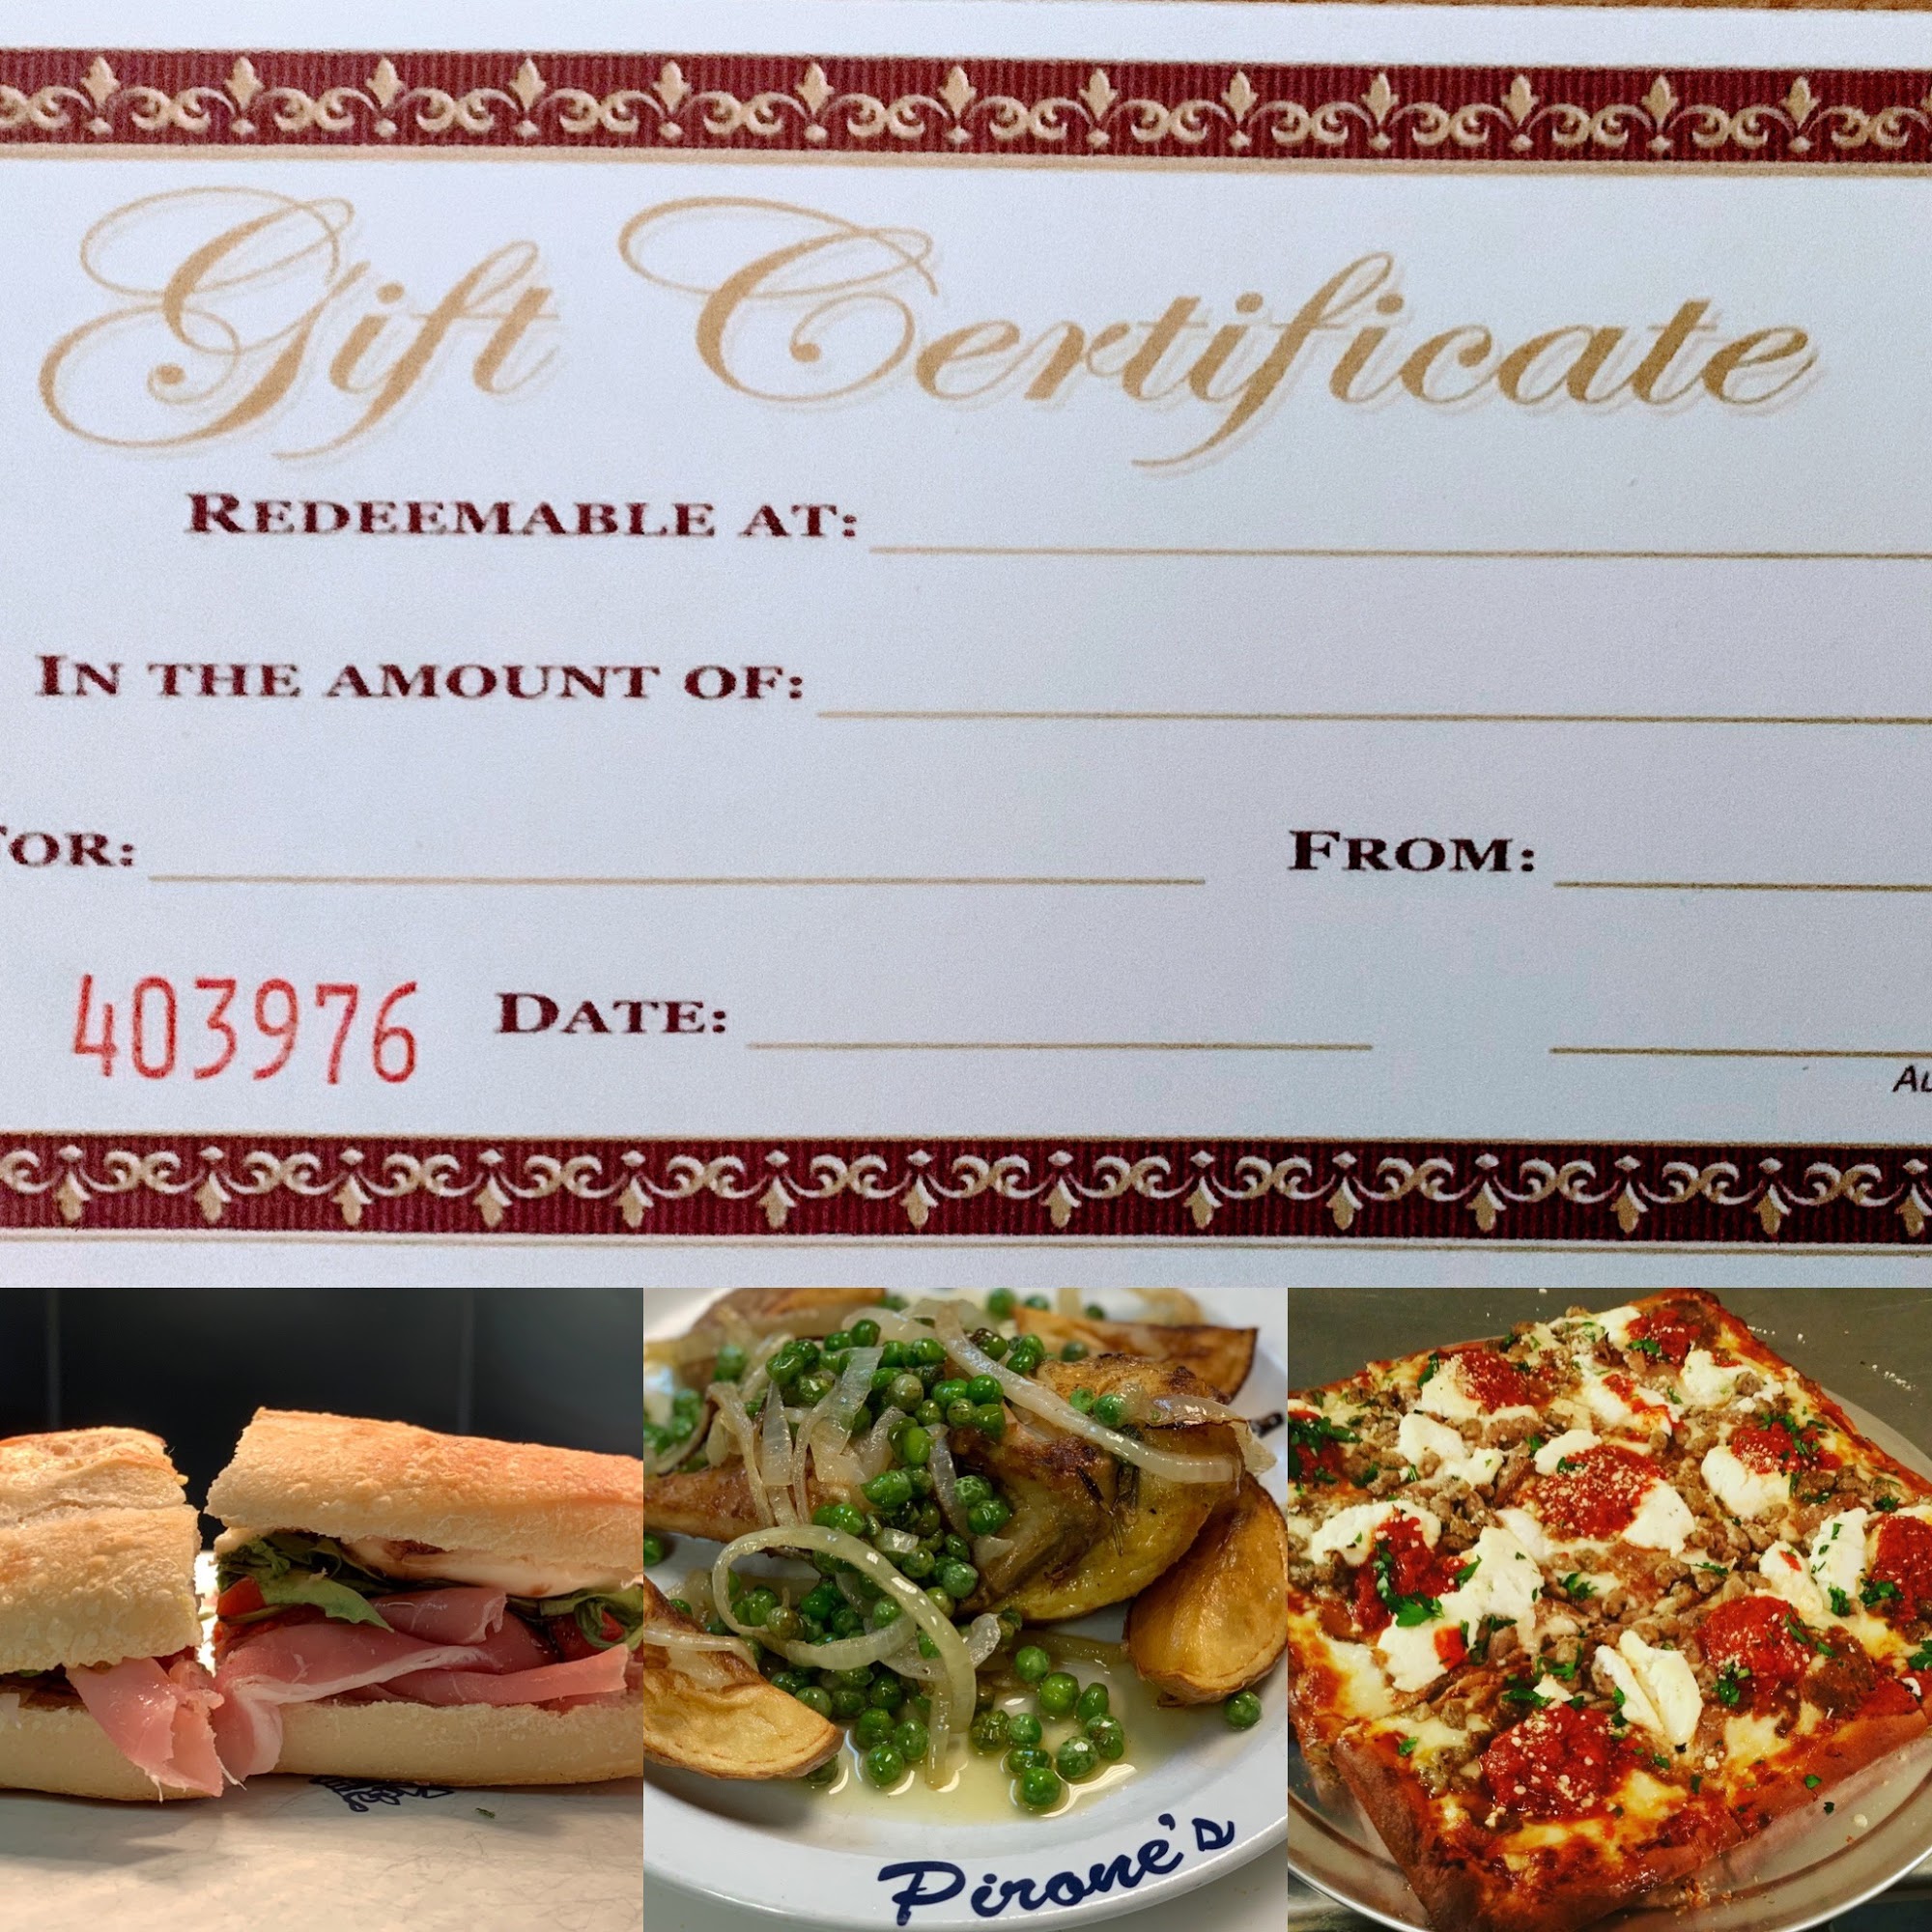 Gift Certificate
REDEEMABLE AT:
IN THE AMOUNT OF:
FOR: FROM:
403976 DATE:
Pirone's